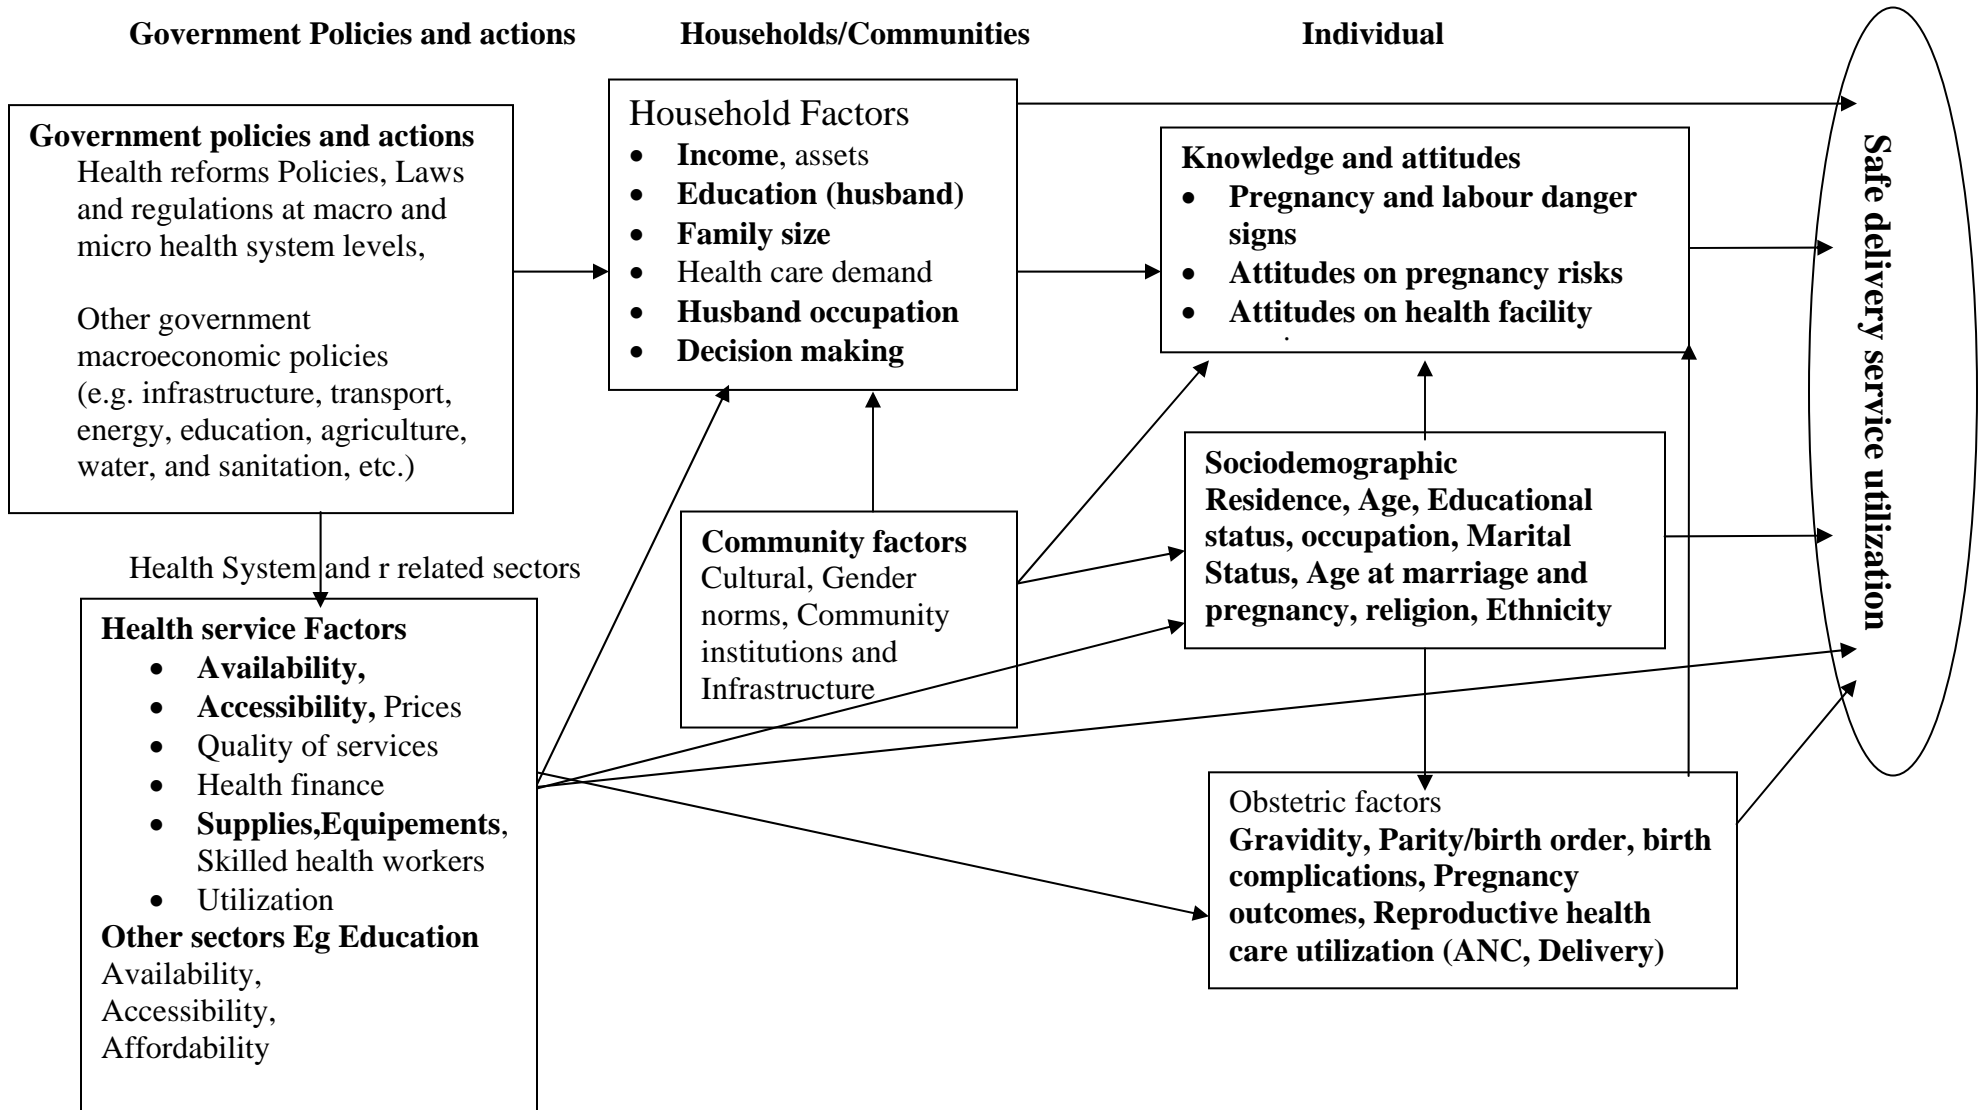 Government Policies and actions
Households/Communities
Individual
Government policies and actions
Health reforms Policies, Laws
and regulations at macro and
micro health system levels,
Other government
macroeconomic policies
(e.g. infrastructure, transport,
energy, education, agriculture,
water, and sanitation, etc.)
Household Factors
• Income, assets
• Education (husband)
• Family size
• Health care demand
• Husband occupation
• Decision making
Knowledge and attitudes
• Pregnancy and labour danger
signs
• Attitudes on pregnancy risks
• Attitudes on health facility
Safe delivery service utilization
Sociodemographic
Residence, Age, Educational
status, occupation, Marital
Status, Age at marriage and
pregnancy, religion, Ethnicity
Community factors
Cultural, Gender
norms, Community
institutions and
Infrastructure
Health System and r related sectors
Health service Factors
• Availability,
• Accessibility, Prices
• Quality of services
• Health finance
• Supplies,Equipements,
Skilled health workers
• Utilization
Other sectors Eg Education
Availability,
Accessibility,
Affordability
Obstetric factors
Gravidity, Parity/birth order, birth
complications, Pregnancy
outcomes, Reproductive health
care utilization (ANC, Delivery)